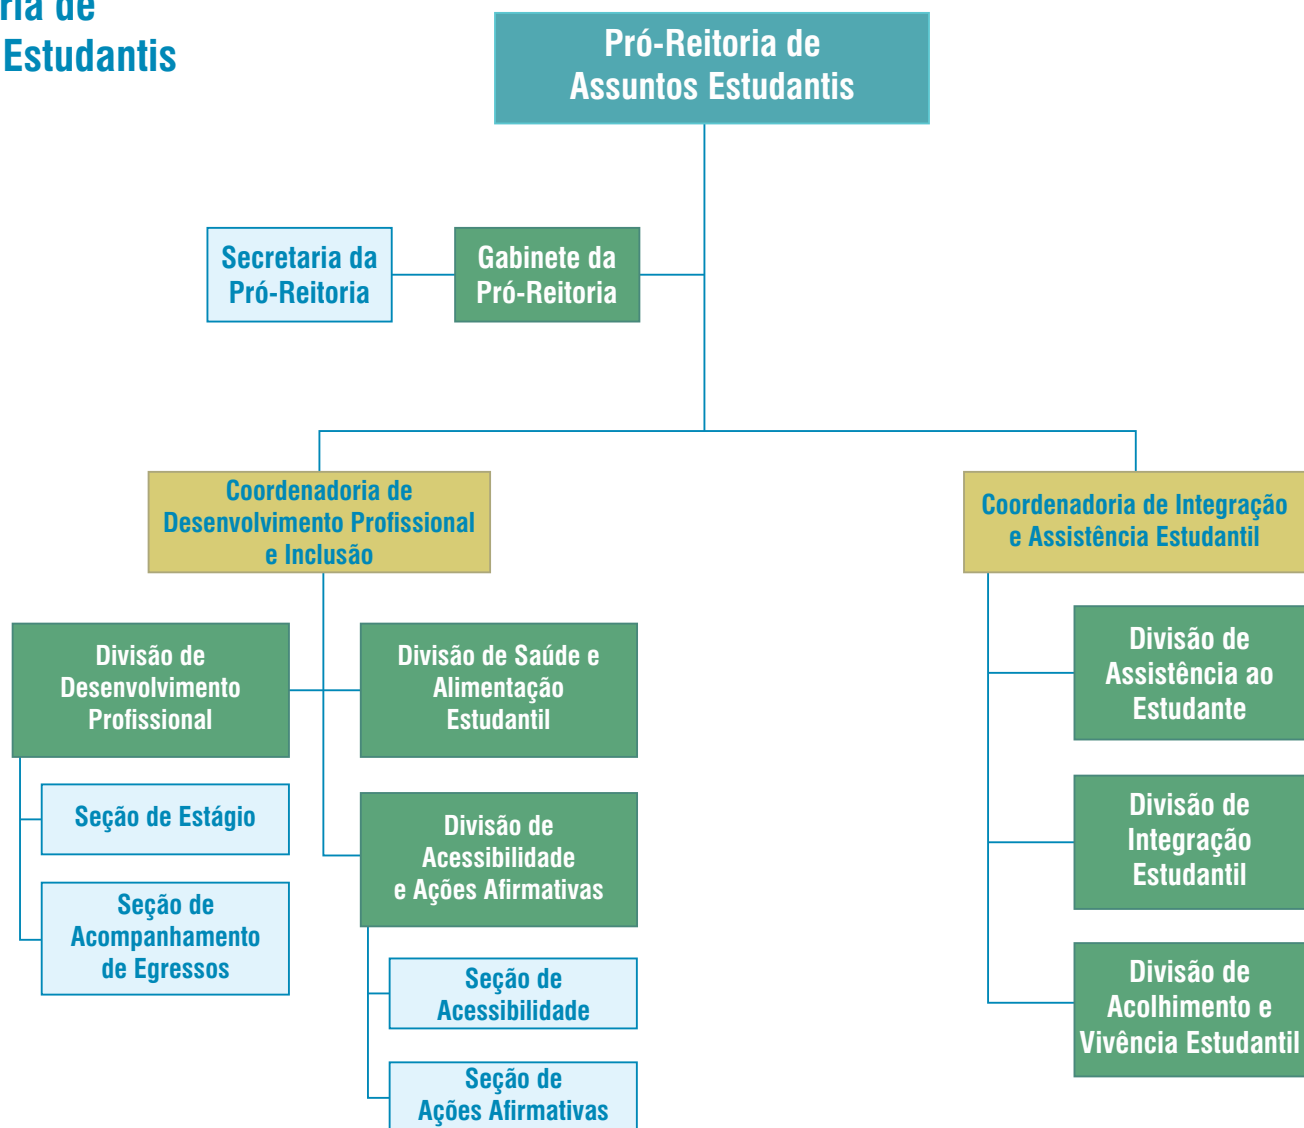 Estudantis
Pró-Reitoria de
Assuntos Estudantis
Secretaria da
Pró-Reitoria
Gabinete da
Pró-Reitoria
Coordenadoria de
Desenvolvimento Profissional
e Inclusão
Coordenadoria de Integração
e Assistência Estudantil
Divisão de
Desenvolvimento
Profissional
Divisão de Saúde e
Alimentação
Estudantil
Seção de Estágio
Seção de
Acompanhamento
de Egressos
Divisão de
Acessibilidade
e Ações Afirmativas
Seção de
Acessibilidade
Seção de
Ações Afirmativas
Divisão de
Assistência ao
Estudante
Divisão de
Integração
Estudantil
Divisão de
Acolhimento e
Vivência Estudantil